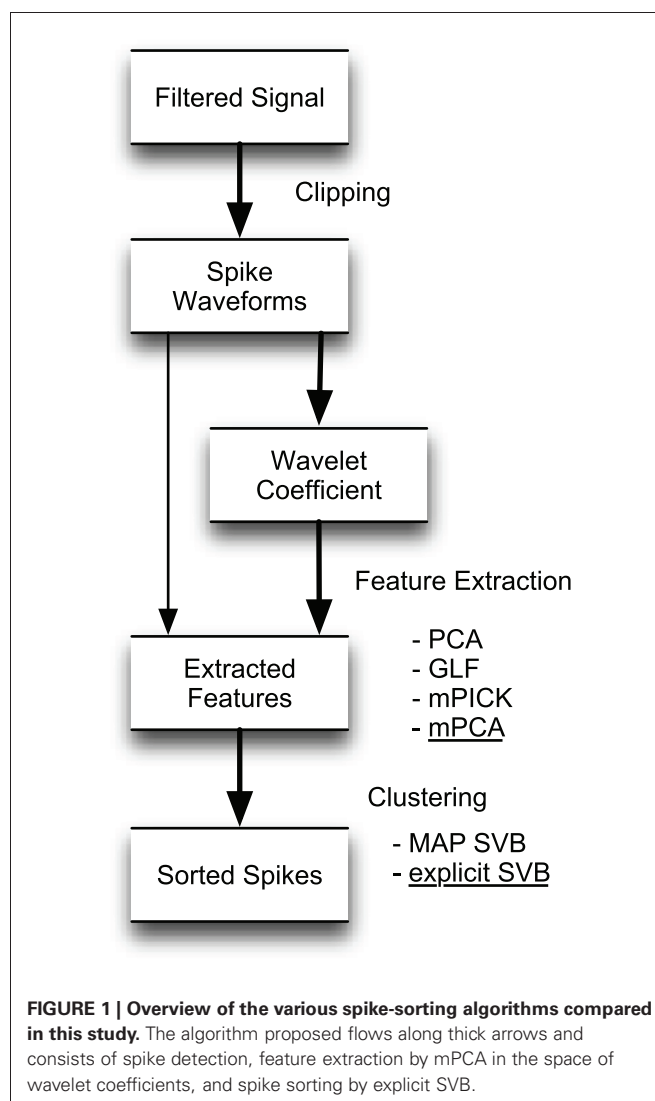 Filtered Signal
Clipping
Spike
Waveforms
Wavelet
Coefficient
Feature Extraction
- PCA
- GLF
- mPICK
- mPCA
Extracted
Features
Clustering
- MAP SVB
- explicit SVB
Sorted Spikes
FIGURE 1 | Overview of the various spike-sorting algorithms compared
in this study. The algorithm proposed flows along thick arrows and
consists of spike detection, feature extraction by mPCA in the space of
wavelet coefficients, and spike sorting by explicit SVB.